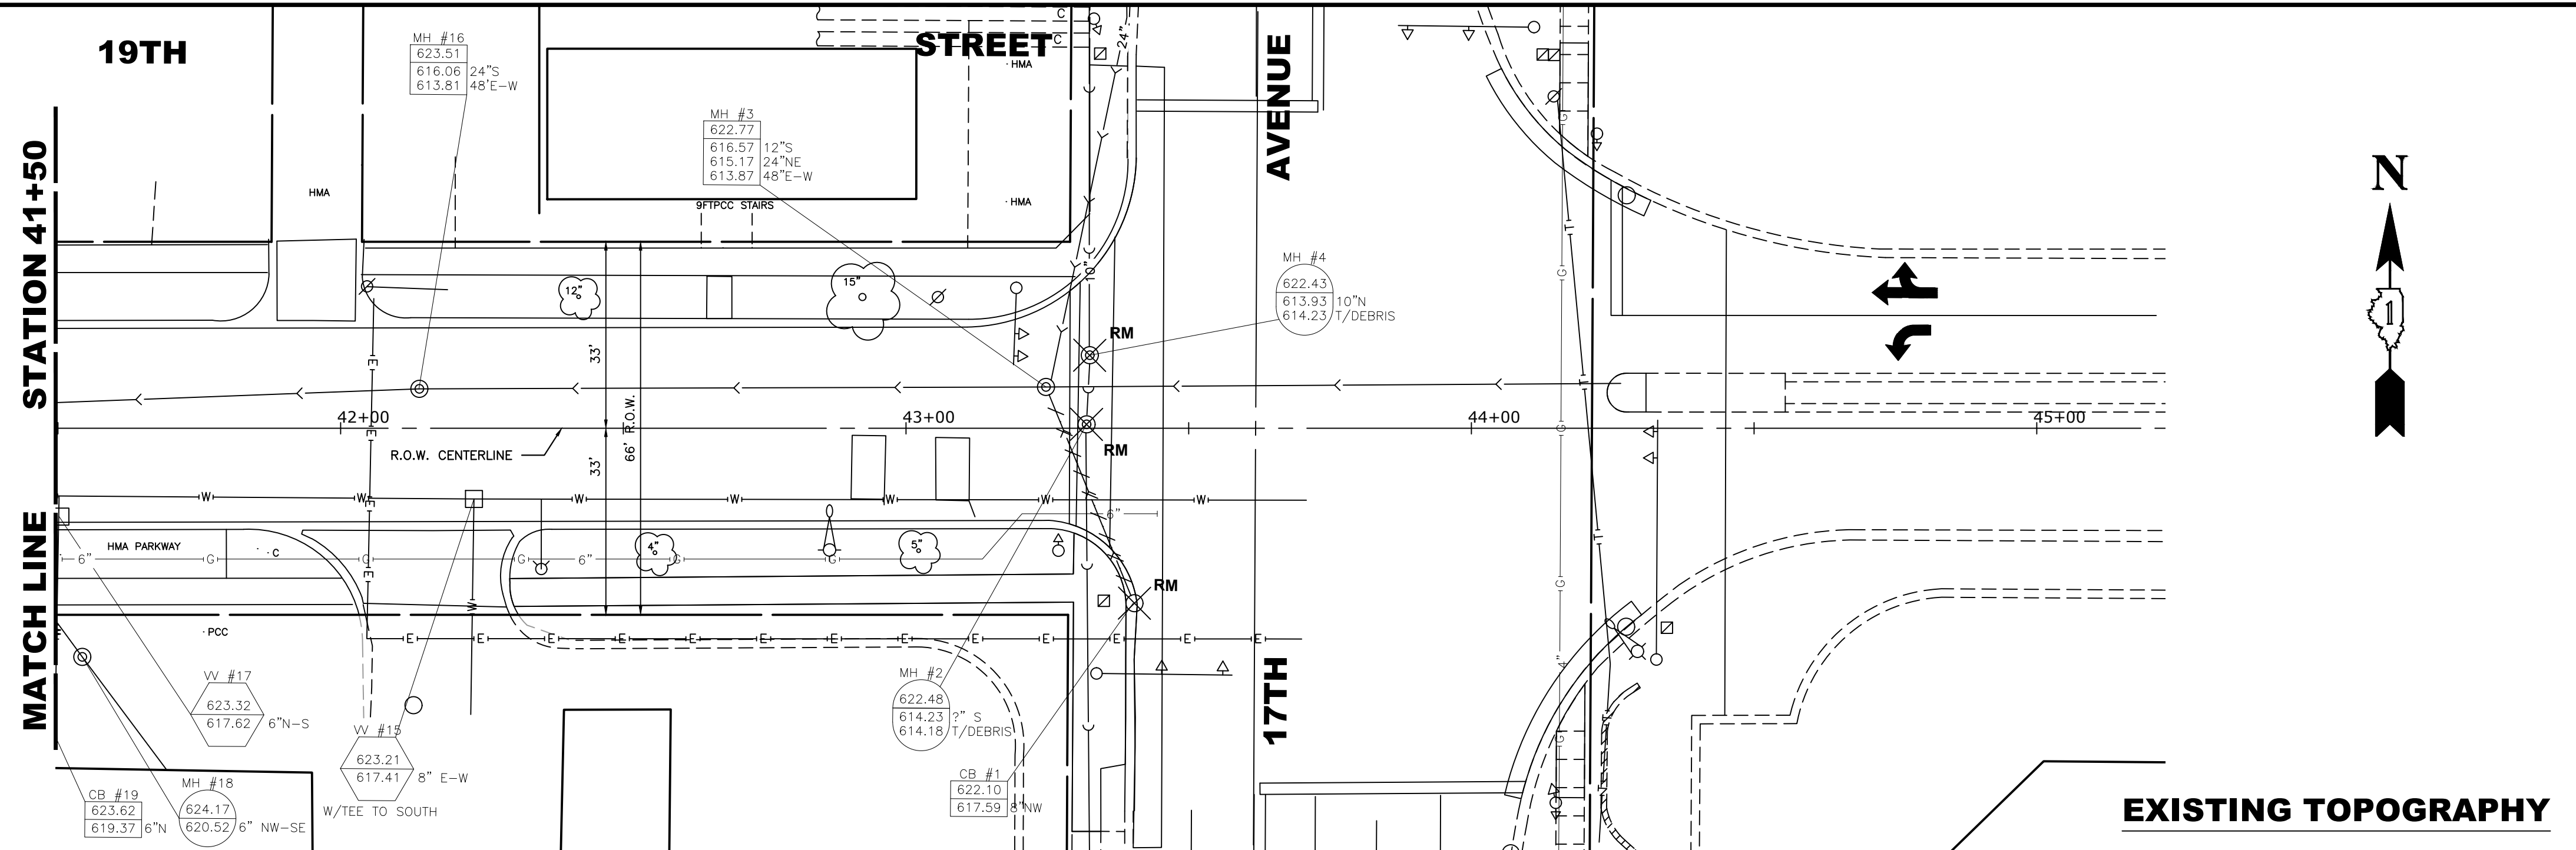 19TH
STREET
AVENUE
17TH
STATION 41+50
MATCH LINE
N
1
MH #16
623.51
616.06 24"S
613.81 48'E-W
MH #3
622.77
616.57 12"S
615.17 24"NE
613.87 48"E-W
MH #4
622.43
613.93 10"N
614.23 T/DEBRIS
C
C
24"
HMA
HMA
HMA
9FTPCC STAIRS
12"
15"
10"
RM
RM
RM
33'
33'
66' R.O.W.
42+00
43+00
44+00
45+00
R.O.W. CENTERLINE
E
E
E
E
W
W
W
W
W
W
W
W
G
G
G
G
G
T
T
T
T
T
HMA PARKWAY
C
6"
G
G
G
6"
G
G
4"
5"
6"
4"
PCC
E
E
E
E
E
E
E
E
E
E
E
E
E
VV #17
623.32
617.62 6"N-S
VV #15
623.21
617.41 8" E-W
W/TEE TO SOUTH
MH #18
624.17
620.52 6" NW-SE
CB #19
623.62
619.37 6"N
MH #2
622.48
614.23 ?" S
614.18 T/DEBRIS
CB #1
622.10
617.59 8"NW
EXISTING TOPOGRAPHY